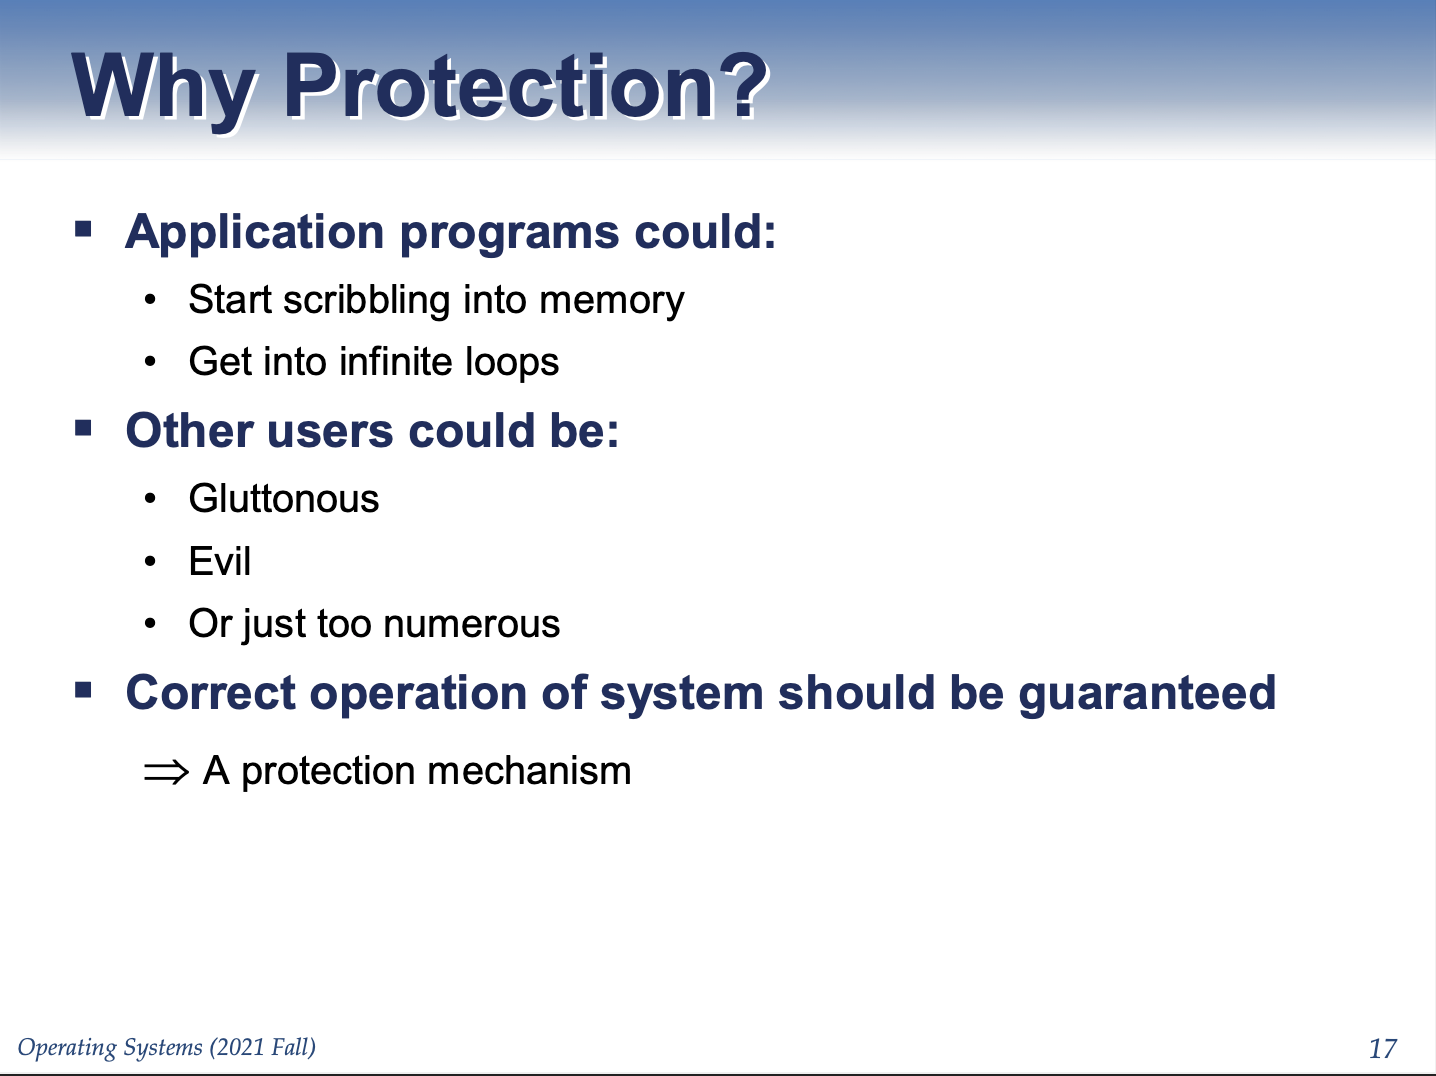 Why Protection?
▪ Application programs could:
• Start scribbling into memory
• Get into infinite loops
▪ Other users could be:
• Gluttonous
• Evil
• Or just too numerous
▪ Correct operation of system should be guaranteed
⇒ A protection mechanism
Operating Systems (2021 Fall)
17